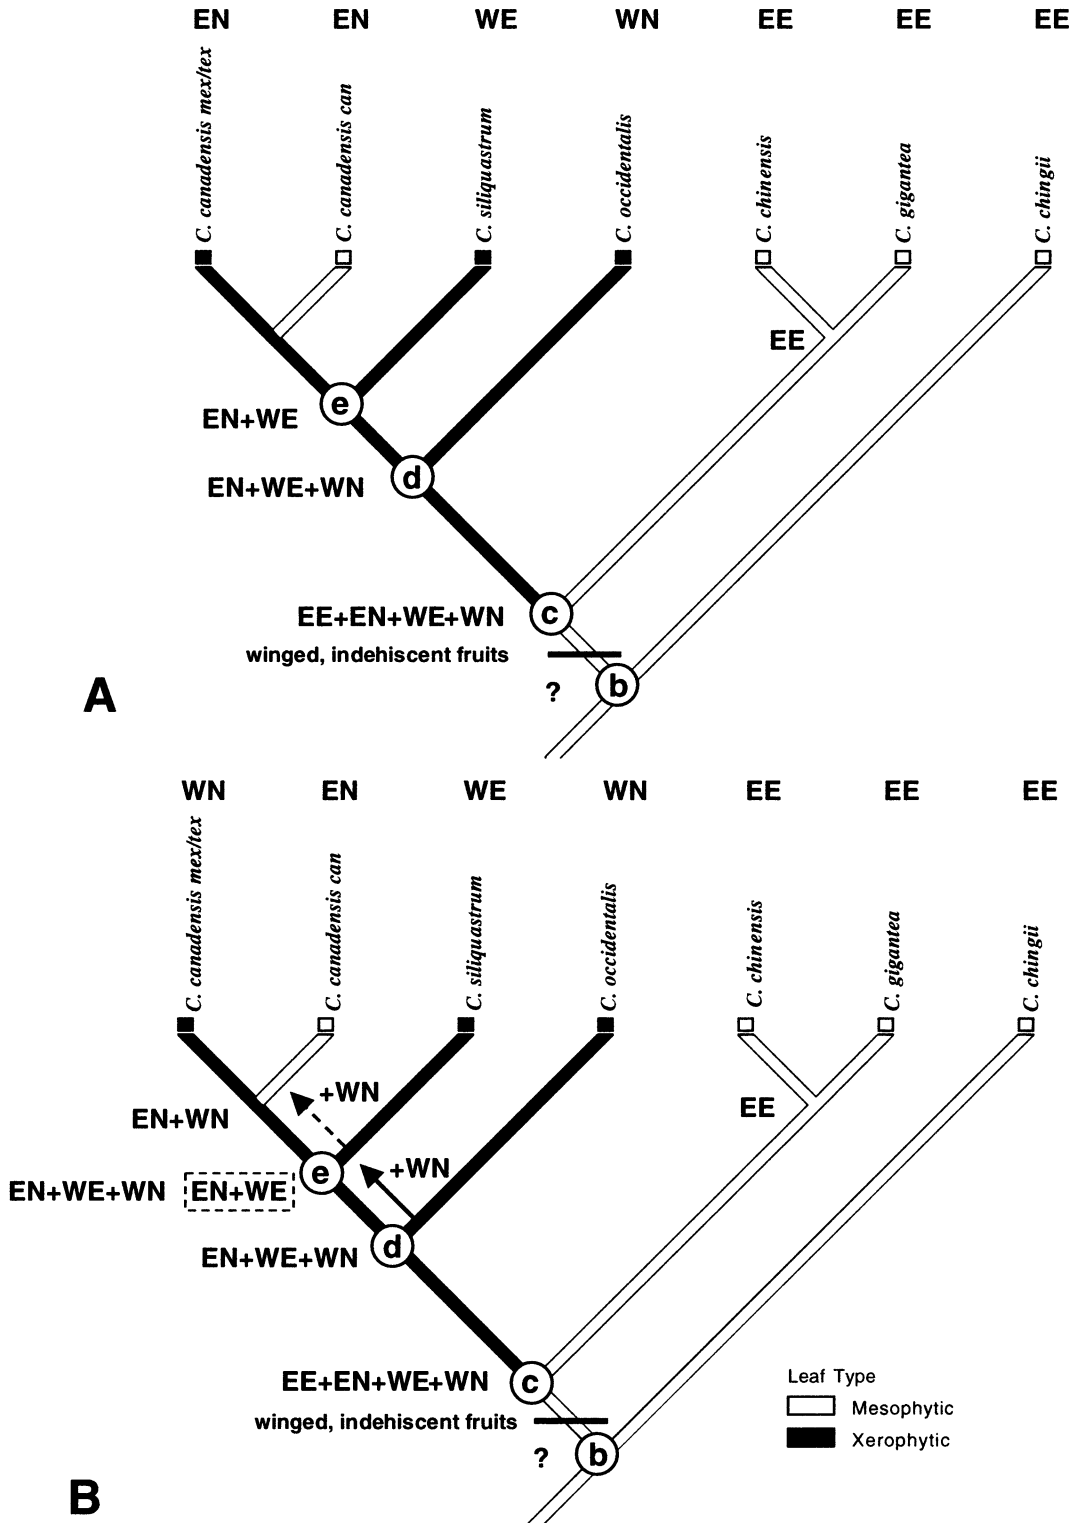 EN EN WE WN EE EE EE
C. canadensis mex/tex
C. canadensis can
C. siliquastrum
C. occidentalis
C. chinensis
C. gigantea
C. chingii
EE
e
EN+WE
d
EN+WE+WN
c
EE+EN+WE+WN
winged, indehiscent fruits
? b
A
WN EN WE WN EE EE EE
C. canadensis mex/tex
C. canadensis can
C. siliquastrum
C. occidentalis
C. chinensis
C. gigantea
C. chingii
+WN
EN+WN
EE
+WN
e
EN+WE+WN EN+WE
d
EN+WE+WN
c
EE+EN+WE+WN
winged, indehiscent fruits
? b
Leaf Type
Mesophytic
Xerophytic
B